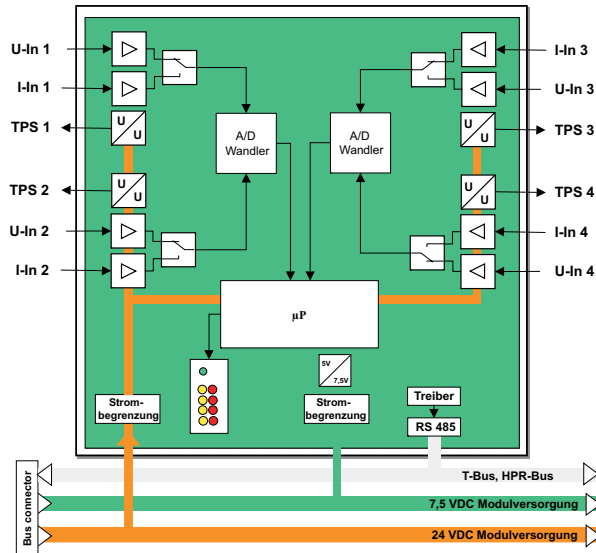 U-In 1
I-In 3
I-In 1
U-In 3
TPS 1
U
U
A/D
Wandler
A/D
Wandler
U
U
TPS 3
TPS 2
U
U
U
U
TPS 4
U-In 2
I-In 4
I-In 2
U-In 4
µP
5V
7,5V
Strom-
begrenzung
Strom-
begrenzung
Treiber
RS 485
Bus connector
T-Bus, HPR-Bus
7,5 VDC Modulversorgung
24 VDC Modulversorgung